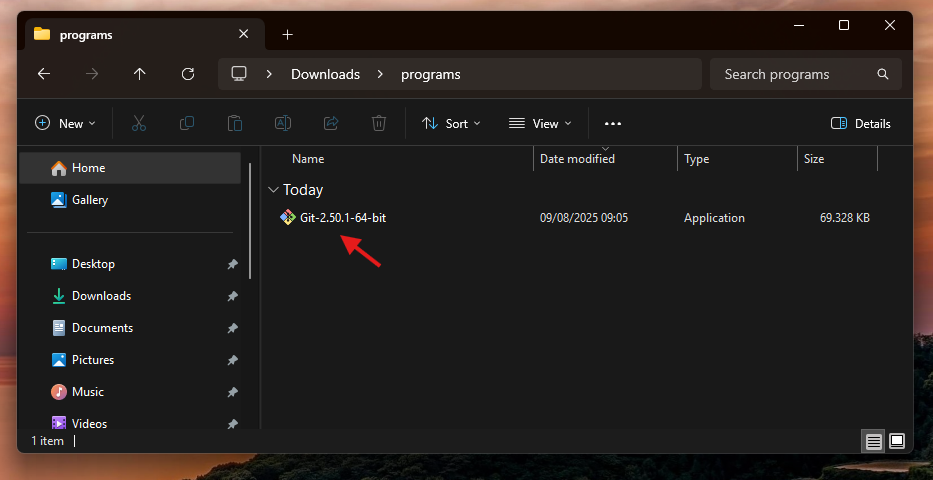 programs
Downloads programs Search programs
New Sort View Details
Name Date modified Type Size
Home
Gallery
Today
Git-2.50.1-64-bit 09/08/2025 09:05 Application 69.328 KB
Desktop
Downloads
Documents
Pictures
Music
Videos
1 item